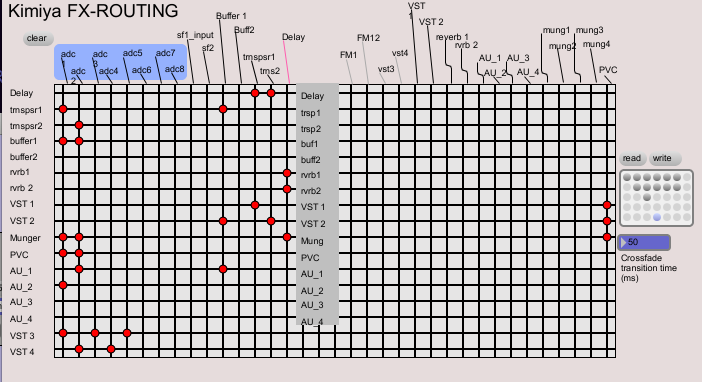 Kimiya FX-ROUTING
clear
adc 1
adc 2
adc 3
adc4
adc5
adc6
adc7
adc8
sf1_input
sf2
Buffer 1
Buff2
trnspsr1
trns2
Delay
FM1
FM12
vst3
vst4
VST 1
VST 2
reverb 1
rvrb 2
AU_1
AU_2
AU_3
AU_4
mung1
mung2
mung3
mung4
PVC
Delay
trnspsr1
trnspsr2
buffer1
buffer2
rvrb1
rvrb 2
VST 1
VST 2
Munger
PVC
AU_1
AU_2
AU_3
AU_4
VST 3
VST 4
Delay
trsp1
trsp2
buf1
buff2
rvrb1
rvrb2
VST 1
VST 2
Mung
PVC
AU_1
AU_2
AU_3
AU_4
read
write
50
Crossfade
transition time
(ms)